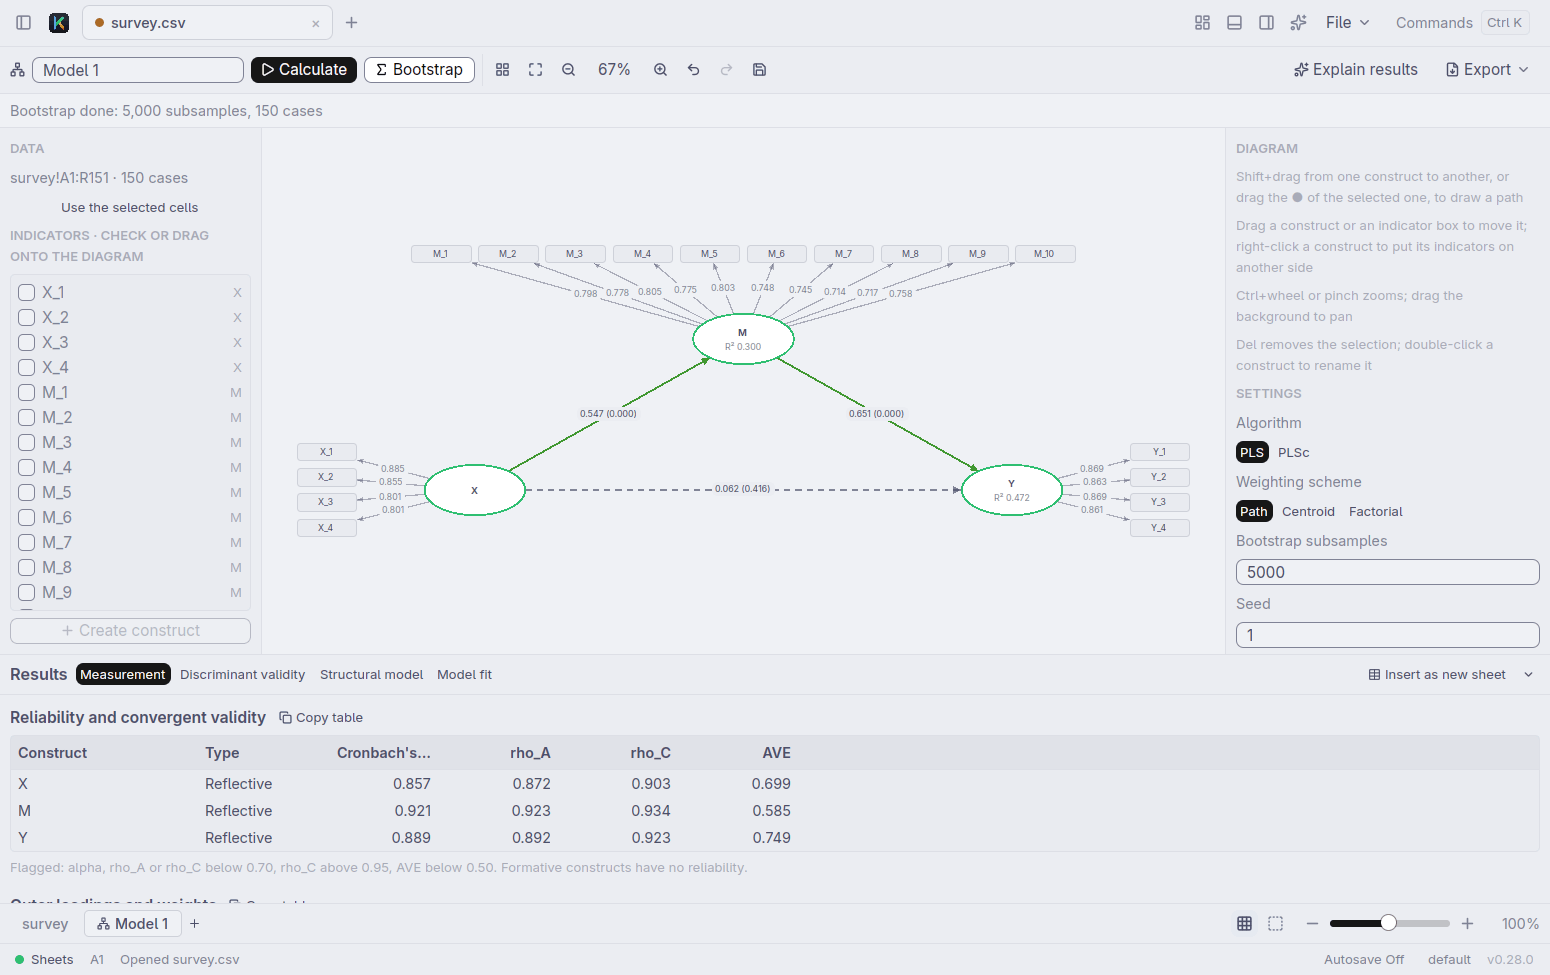 survey.csv
File
Commands
Ctrl K
Model 1
Calculate
Bootstrap
67%
Explain results
Export
Bootstrap done: 5,000 subsamples, 150 cases
DATA
survey!A1:R151 · 150 cases
Use the selected cells
INDICATORS · CHECK OR DRAG
ONTO THE DIAGRAM
X_1 X
X_2 X
X_3 X
X_4 X
M_1 M
M_2 M
M_3 M
M_4 M
M_5 M
M_6 M
M_7 M
M_8 M
M_9 M
+ Create construct
M_1 M_2 M_3 M_4 M_5 M_6 M_7 M_8 M_9 M_10
0.798 0.778 0.805 0.775 0.803 0.748 0.745 0.714 0.717 0.758
M
R² 0.300
0.547 (0.000)
0.651 (0.000)
X_1
X_2
X_3
X_4
0.885
0.855
0.801
0.801
X
0.062 (0.416)
Y
R² 0.472
0.869
0.863
0.869
0.861
Y_1
Y_2
Y_3
Y_4
DIAGRAM
Shift+drag from one construct to another, or
drag the ● of the selected one, to draw a path
Drag a construct or an indicator box to move it;
right-click a construct to put its indicators on
another side
Ctrl+wheel or pinch zooms; drag the
background to pan
Del removes the selection; double-click a
construct to rename it
SETTINGS
Algorithm
PLS PLSc
Weighting scheme
Path Centroid Factorial
Bootstrap subsamples
5000
Seed
1
Results Measurement Discriminant validity Structural model Model fit
Insert as new sheet
Reliability and convergent validity Copy table
Construct Type Cronbach's... rho_A rho_C AVE
X Reflective 0.857 0.872 0.903 0.699
M Reflective 0.921 0.923 0.934 0.585
Y Reflective 0.889 0.892 0.923 0.749
Flagged: alpha, rho_A or rho_C below 0.70, rho_C above 0.95, AVE below 0.50. Formative constructs have no reliability.
Outer loadings and weights Copy table
survey Model 1
100%
Sheets A1 Opened survey.csv
Autosave Off default v0.28.0